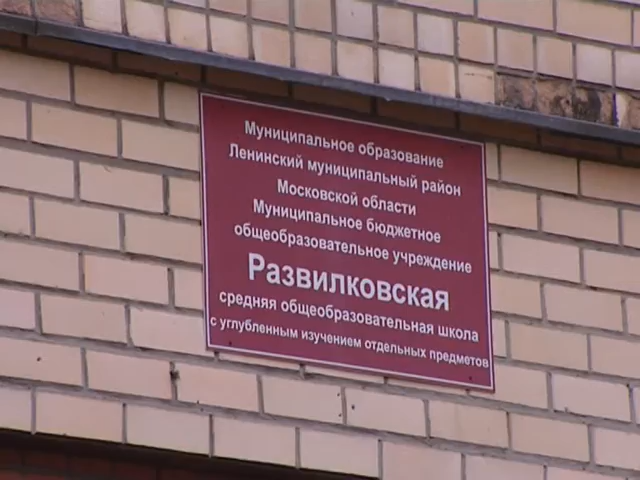 Муниципальное образование
Ленинский муниципальный район
Московской области
Муниципальное бюджетное
общеобразовательное учреждение
Развилковская
средняя общеобразовательная школа
с углубленным изучением отдельных предметов